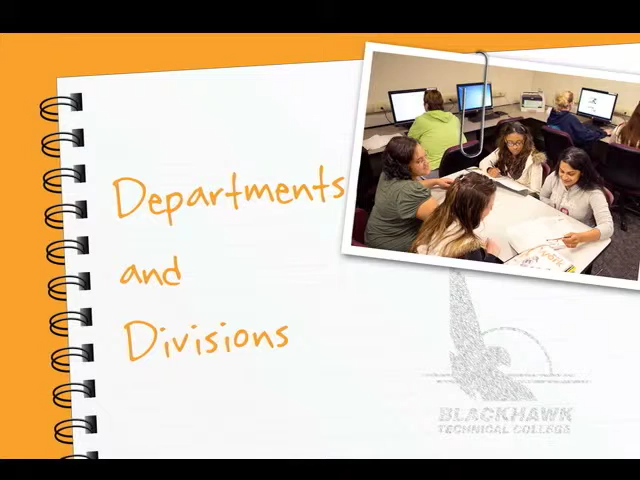 Departments
and
Divisions
BLACKHAWK
TECHNICAL COLLEGE